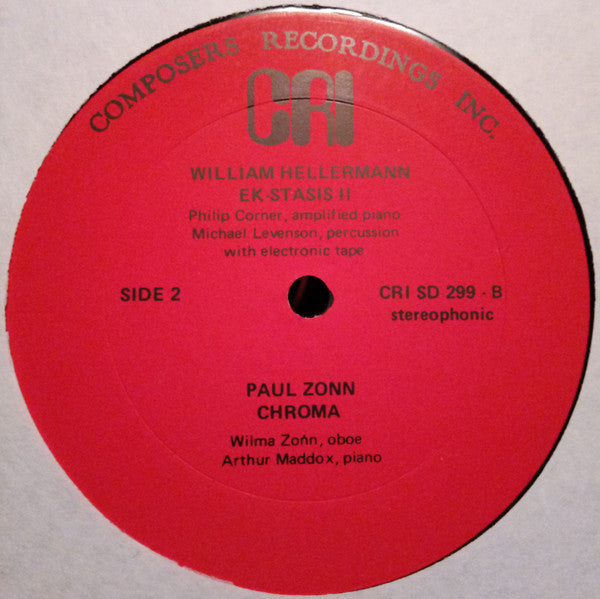 COMPOSERS RECORDINGS INC.
CRI
WILLIAM HELLERMANN
EK-STASIS II
Philip Corner, amplified piano
Michael Levenson, percussion
with electronic tape
SIDE 2
CRI SD 299 - B
stereophonic
PAUL ZONN
CHROMA
Wilma Zonn, oboe
Arthur Maddox, piano